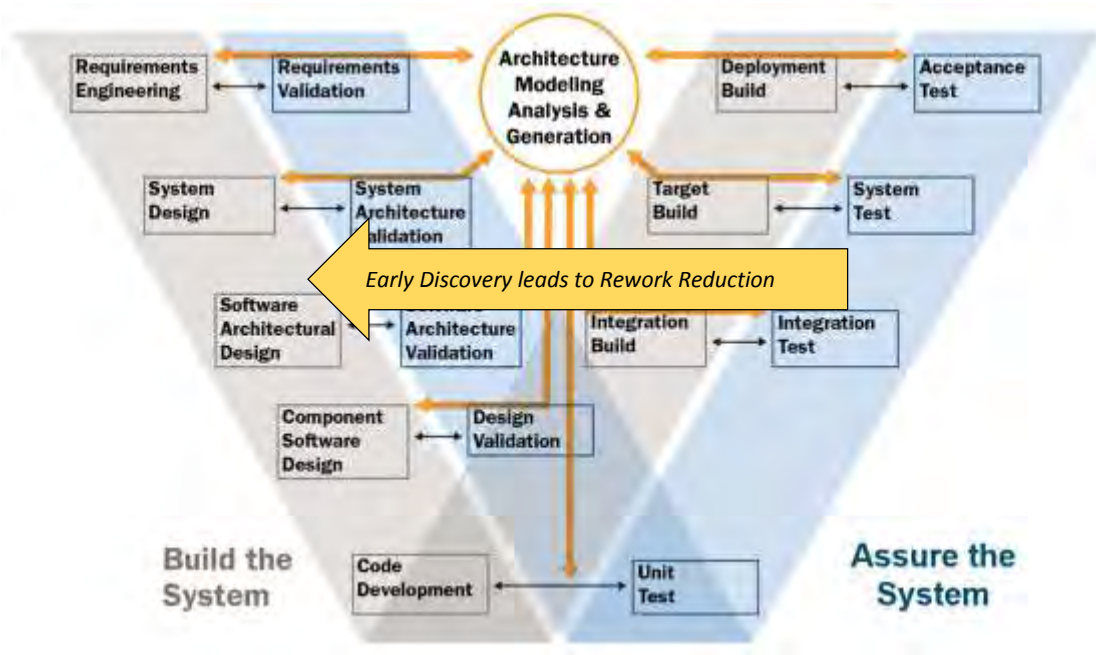 Architecture
Modeling
Analysis &
Generation
Requirements
Engineering
Requirements
Validation
Deployment
Build
Acceptance
Test
System
Design
System
Architecture
Validation
Target
Build
System
Test
Early Discovery leads to Rework Reduction
Software
Architectural
Design
Software
Architecture
Validation
Integration
Build
Integration
Test
Component
Software
Design
Design
Validation
Build the
System
Code
Development
Unit
Test
Assure the
System